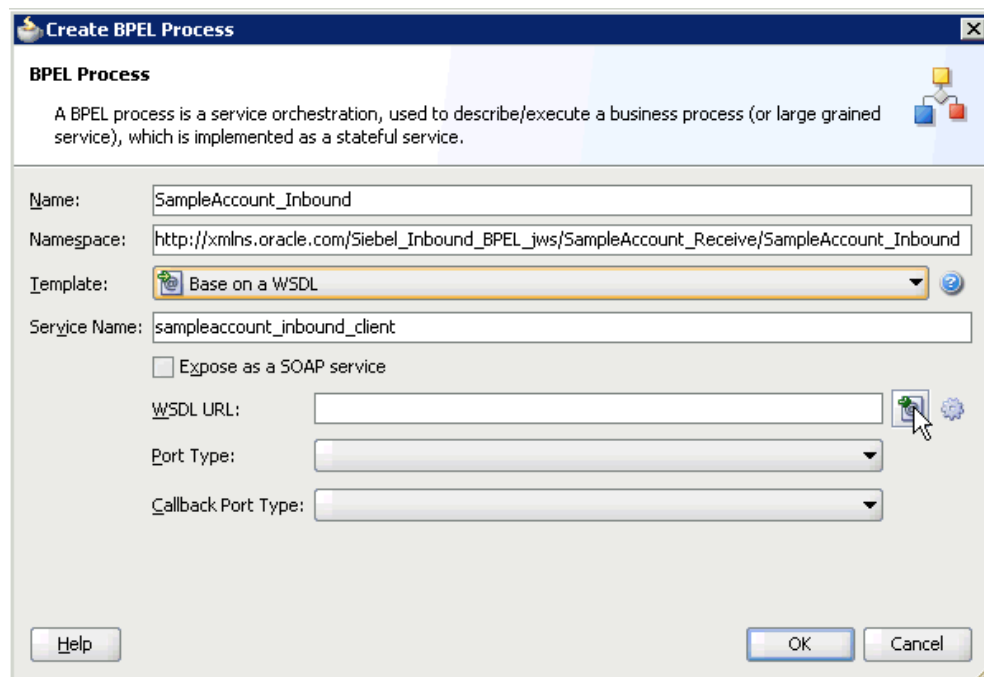 Create BPEL Process
BPEL Process
A BPEL process is a service orchestration, used to describe/execute a business process (or large grained
service), which is implemented as a stateful service.
Name: SampleAccount_Inbound
Namespace: http://xmlns.oracle.com/Siebel_Inbound_BPEL_jws/SampleAccount_Receive/SampleAccount_Inbound
Template: Base on a WSDL
Service Name: sampleaccount_inbound_client
Expose as a SOAP service
WSDL URL:
Port Type:
Callback Port Type:
Help OK Cancel